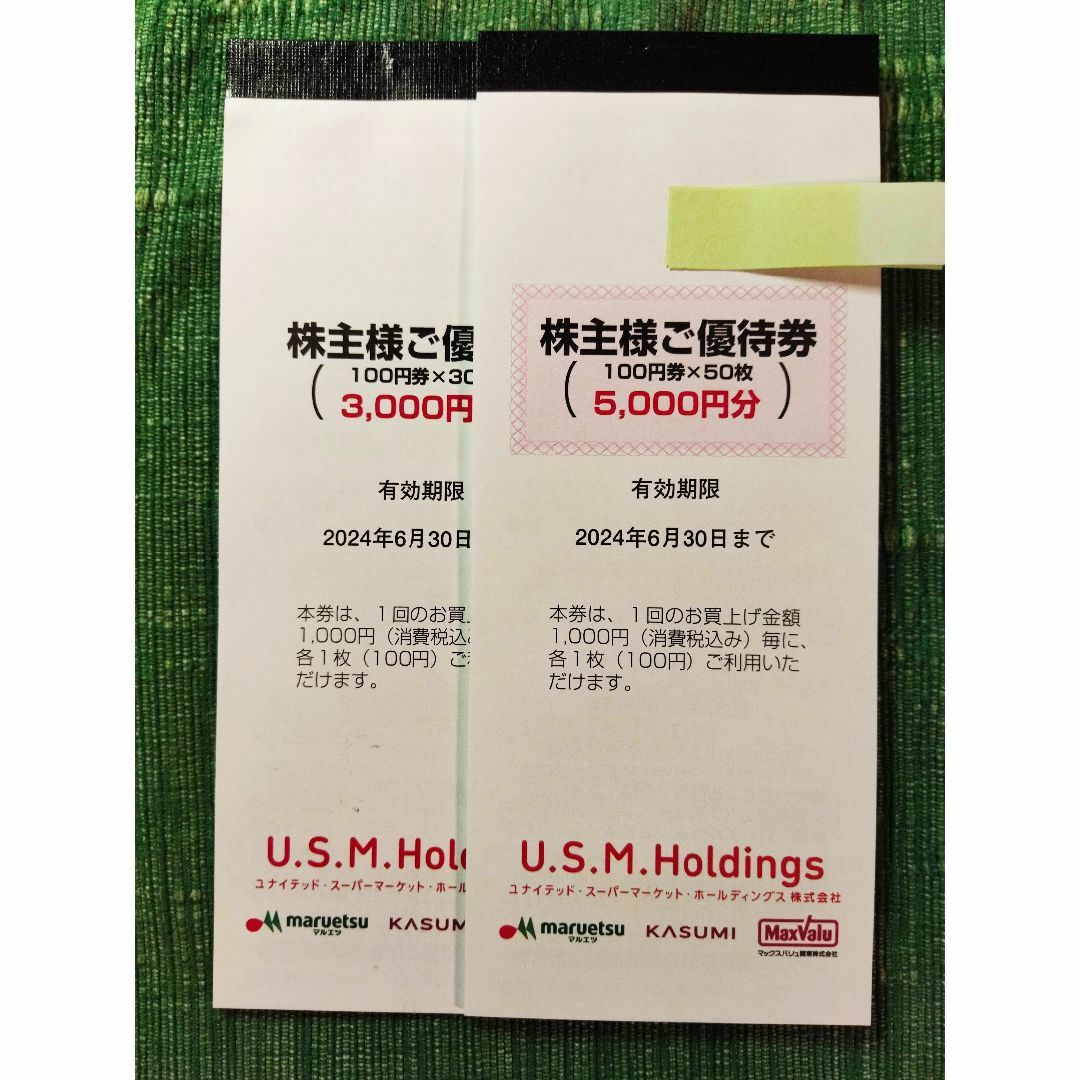 株主様ご優
(100円券×30
3,000円
有効期限
2024年6月30日
本券は、1回のお買
1,000円(消費税込
各1枚(100円)ご
だけます。
U.S.M.Hol
ユナイテッド・スーパーマーケット・ホー
maruetsu
マルエツ
KASUM
株主様ご優待券
(100円券×50枚
5,000円分)
有効期限
2024年6月30日まで
本券は、1回のお買上げ金額
1,000円(消費税込み)毎に、
各1枚(100円)ご利用いた
だけます。
U.S.M.Holdings
ユナイテッド・スーパーマーケット・ホールディングス株式会社
maruetsu
マルエツ
KASUMI
MaxValu
マックスバリュ関東株式会社